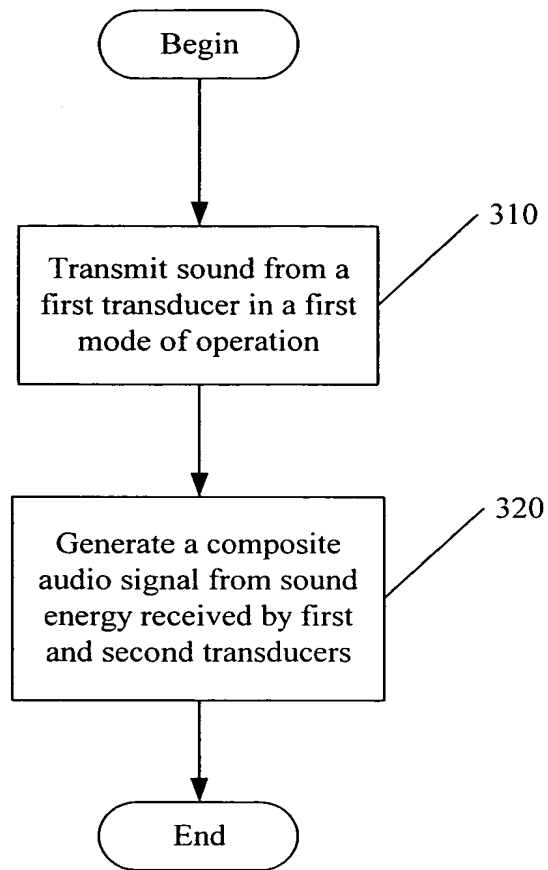 Begin
310
Transmit sound from a
first transducer in a first
mode of operation
320
Generate a composite
audio signal from sound
energy received by first
and second transducers
End